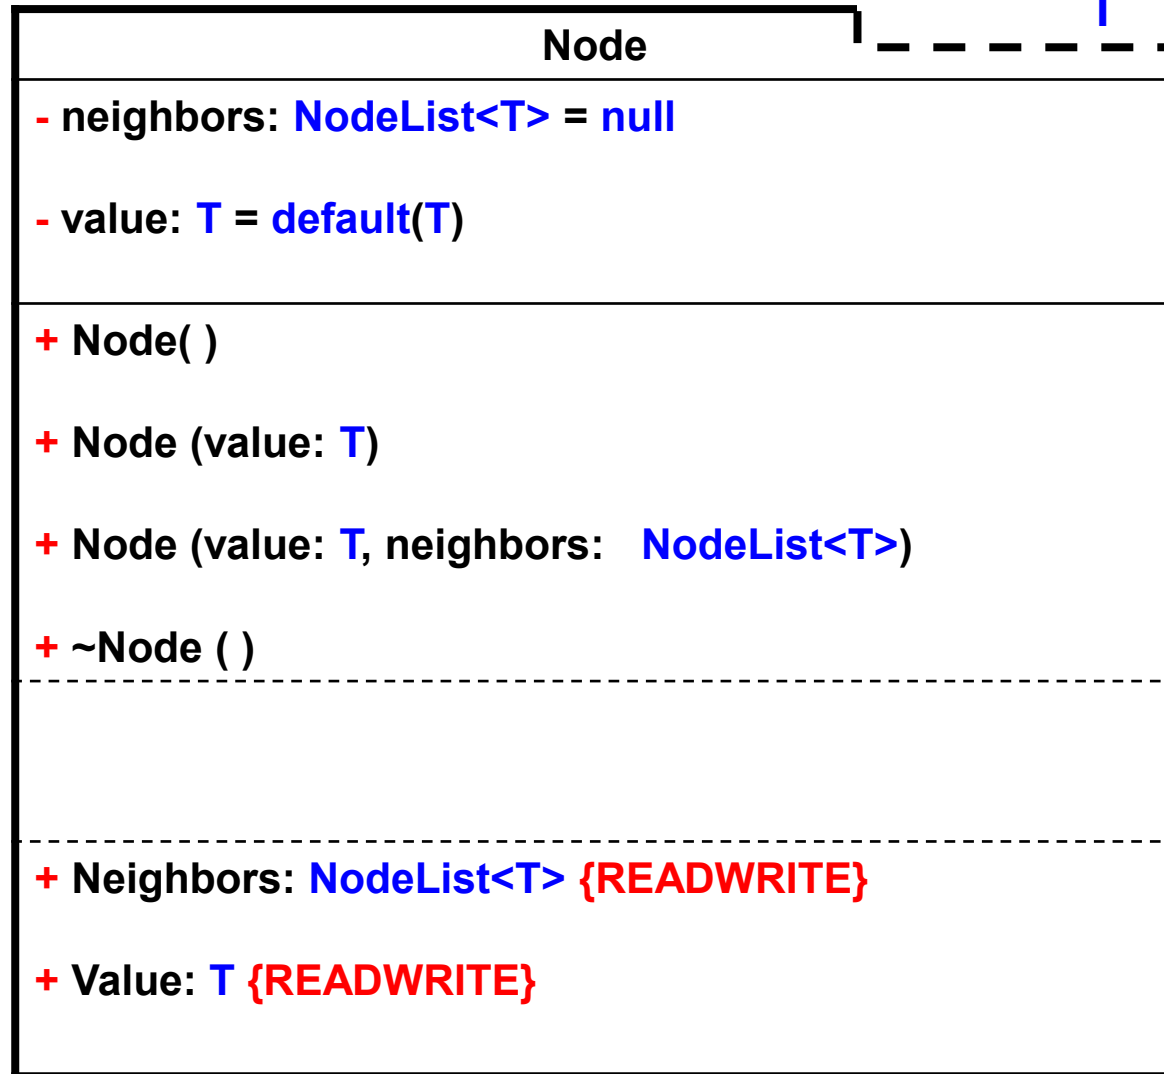 T
Node
- neighbors: NodeList<T> = null
- value: T = default(T)
+ Node( )
+ Node (value: T)
+ Node (value: T, neighbors:   NodeList<T>)
+ ~Node ( )
+ Neighbors: NodeList<T> {READWRITE}
+ Value: T {READWRITE}